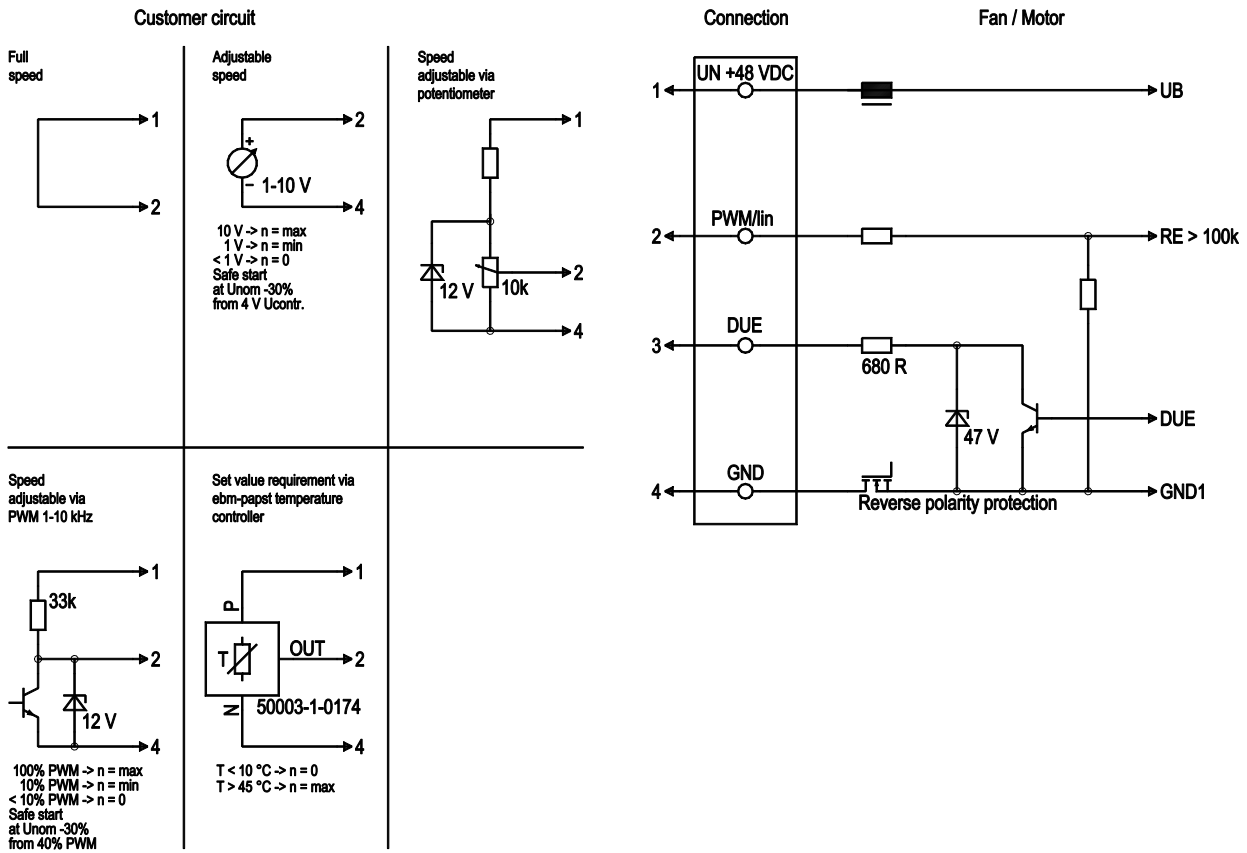 Customer circuit
Full
speed
1
2
Adjustable
speed
2
+
1-10 V
–
4
10 V -> n = max
1 V -> n = min
< 1 V -> n = 0
Safe start
at Unom -30%
from 4 V Ucontr.
Speed
adjustable via
potentiometer
1
2
12 V
10k
4
Speed
adjustable via
PWM 1-10 kHz
1
33k
2
12 V
4
100% PWM -> n = max
10% PWM -> n = min
< 10% PWM -> n = 0
Safe start
at Unom -30%
from 40% PWM
Set value requirement via
ebm-papst temperature
controller
1
P
T
OUT
2
N
50003-1-0174
4
T < 10 °C -> n = 0
T > 45 °C -> n = max
Connection
Fan / Motor
UN +48 VDC
1
UB
PWM/lin
2
RE > 100k
DUE
3
680 R
47 V
DUE
GND
4
GND1
Reverse polarity protection